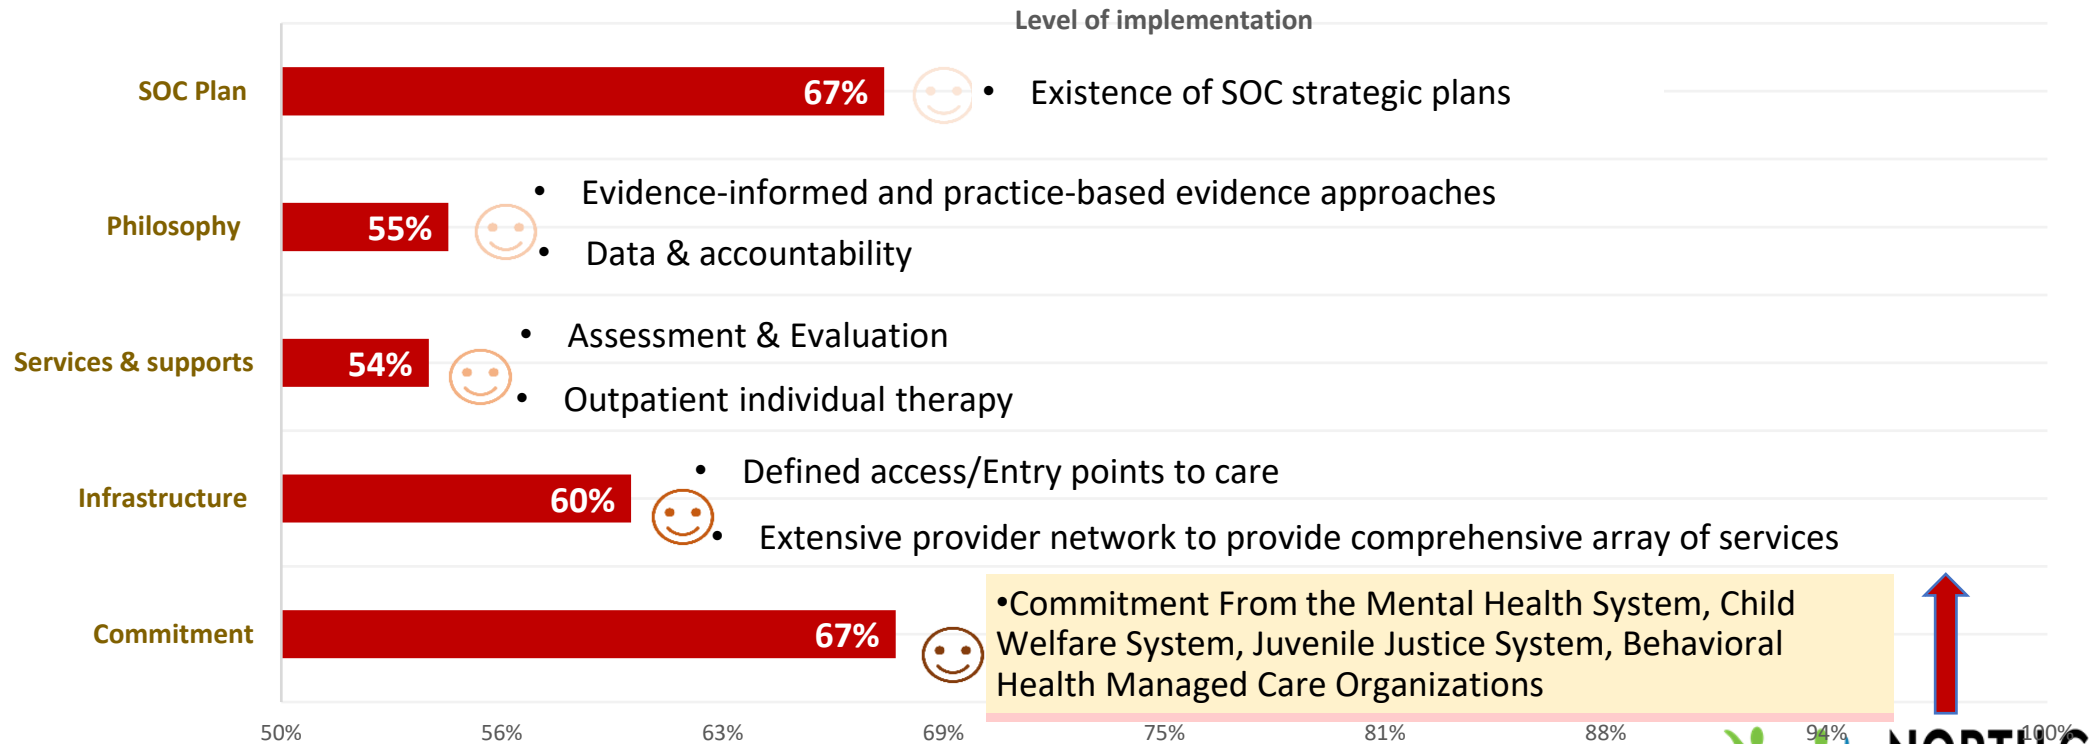 Level of implementation
SOC Plan
67%
• Existence of SOC strategic plans
Philosophy
55%
• Evidence-informed and practice-based evidence approaches
• Data & accountability
Services & supports
54%
• Assessment & Evaluation
• Outpatient individual therapy
Infrastructure
60%
• Defined access/Entry points to care
• Extensive provider network to provide comprehensive array of services
Commitment
67%
•Commitment From the Mental Health System, Child
Welfare System, Juvenile Justice System, Behavioral
Health Managed Care Organizations
50% 56% 63% 69% 75% 81% 88% 94% 100%